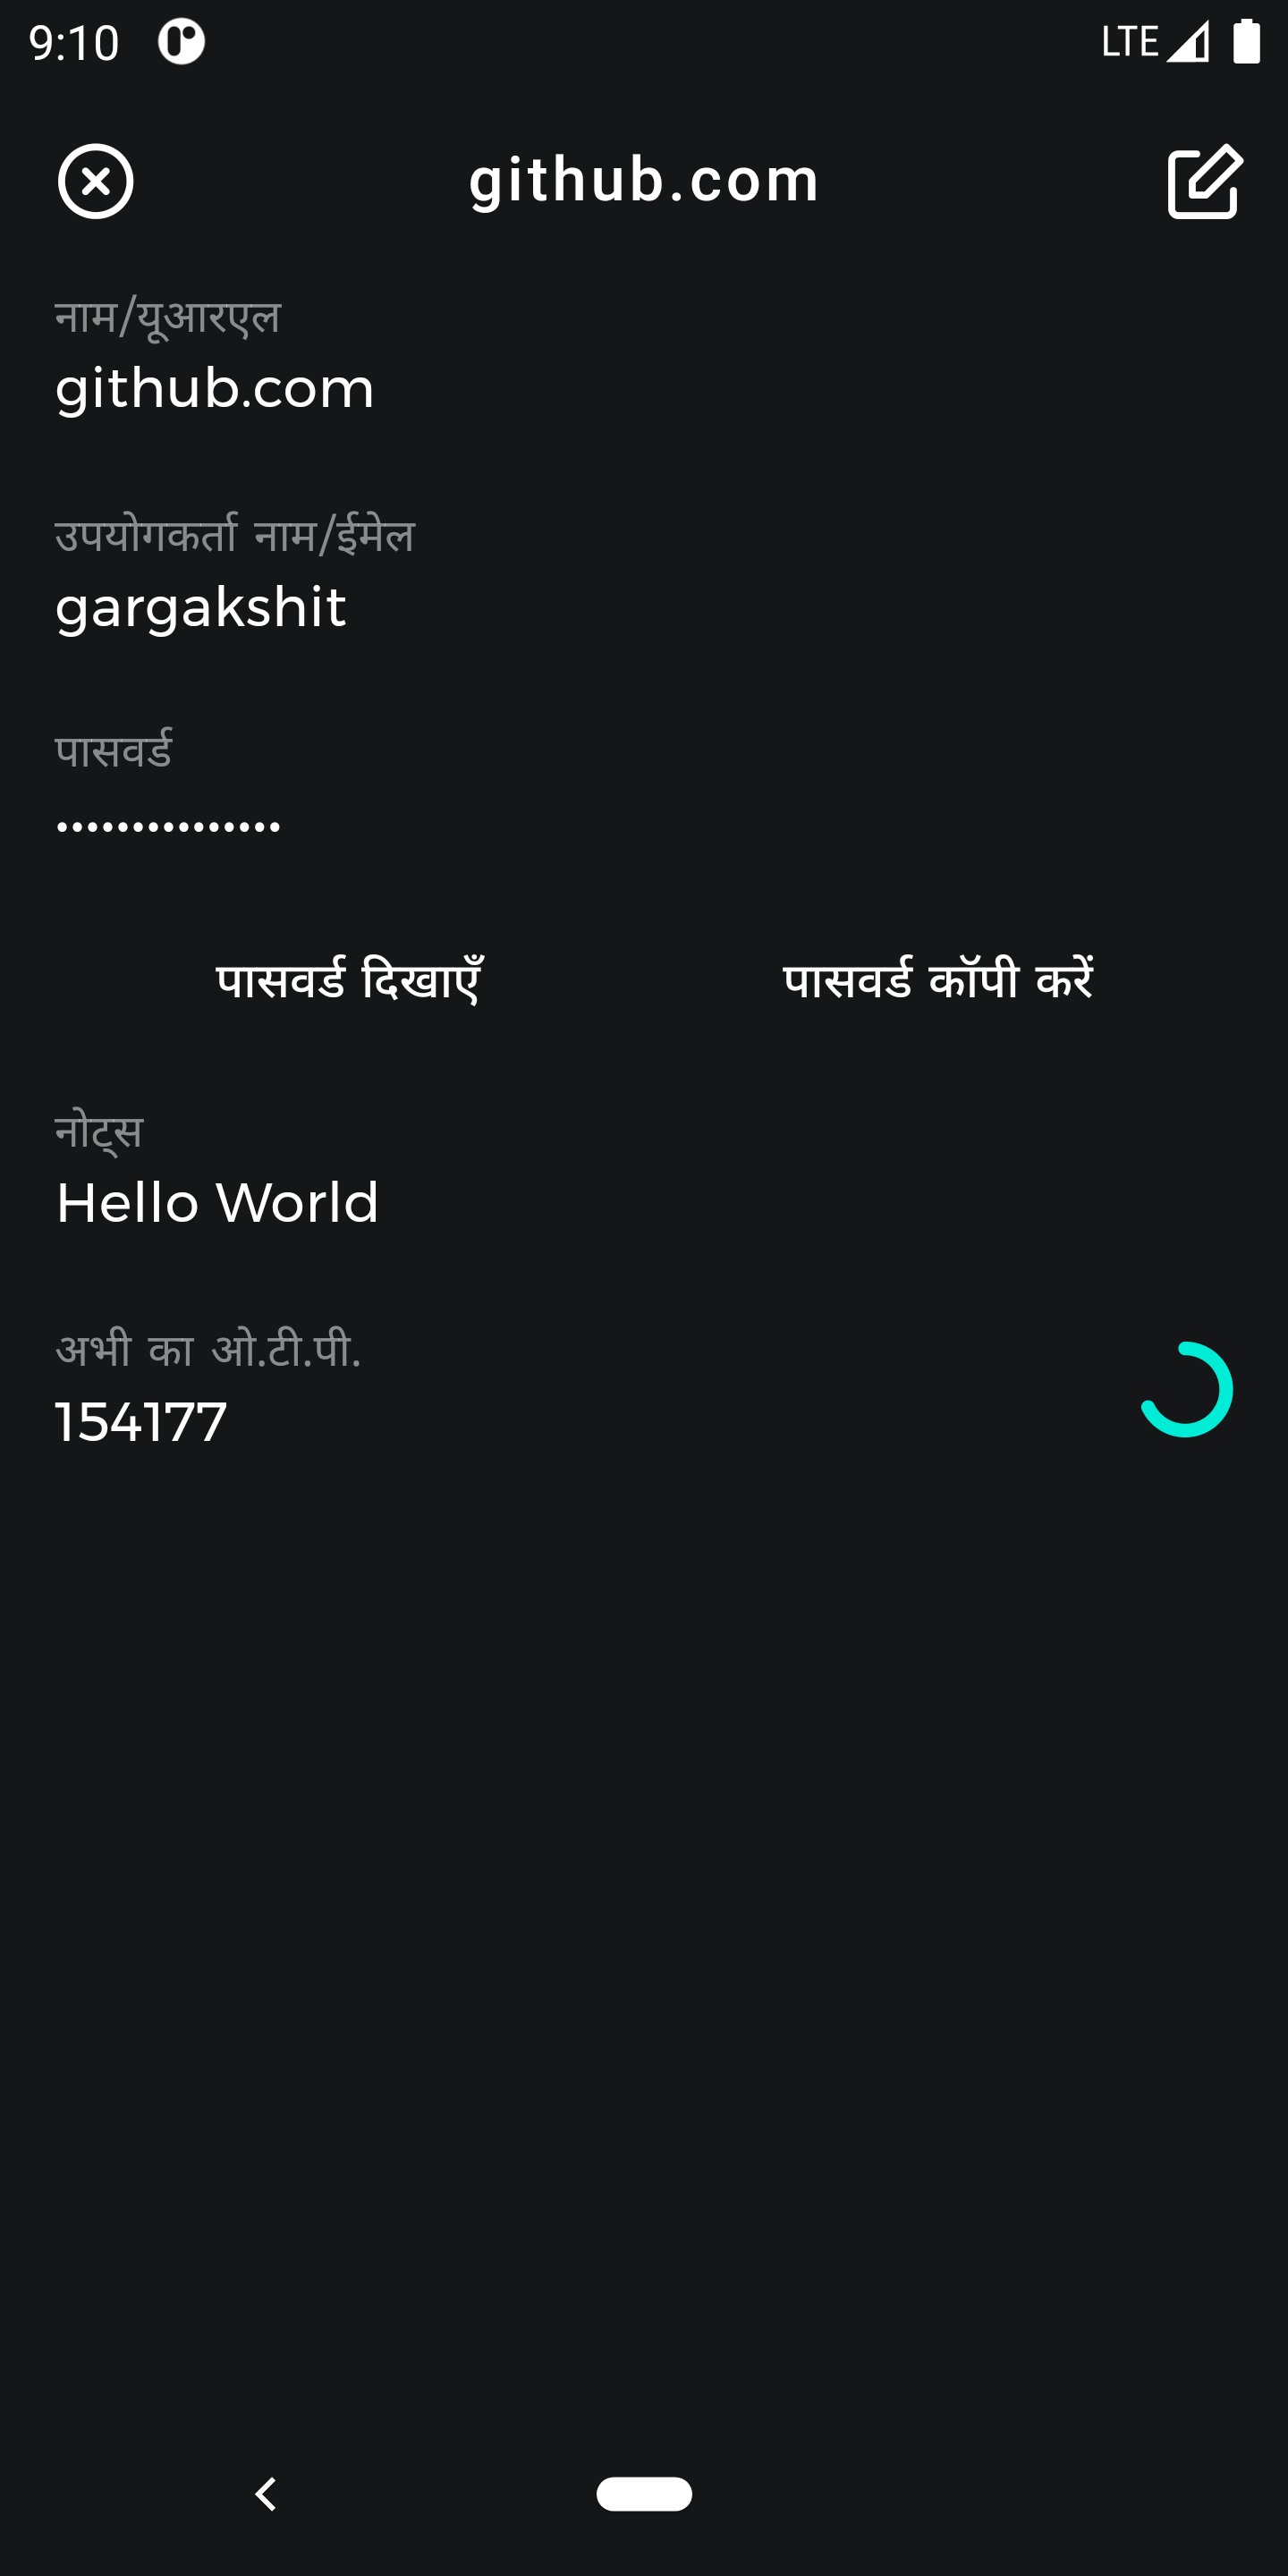 9:10 LTE
github.com
नाम/यूआरएल
github.com
उपयोगकर्ता नाम/ईमेल
gargakshit
पासवर्ड
•••••••••••••••
पासवर्ड दिखाएँ पासवर्ड कॉपी करें
नोट्स
Hello World
अभी का ओ.टी.पी.
154177